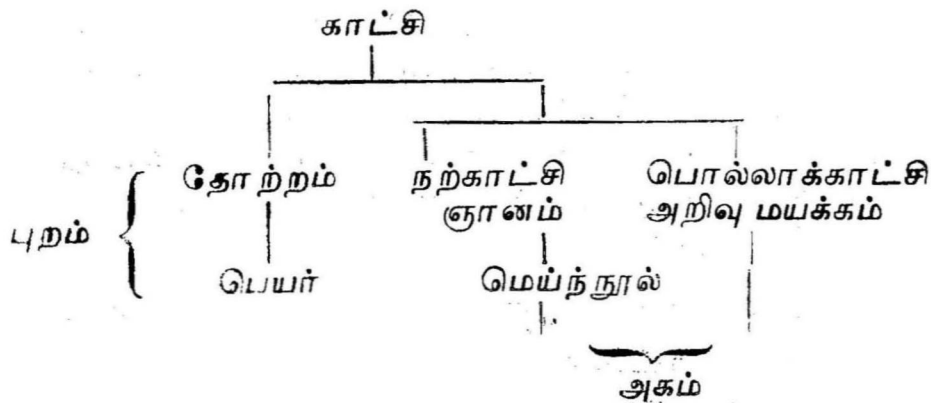 காட்சி
தோற்றம் நற்காட்சி பொல்லாக்காட்சி
ஞானம் அறிவு மயக்கம்
புறம்
பெயர் மெய்ந்நூல்
அகம்